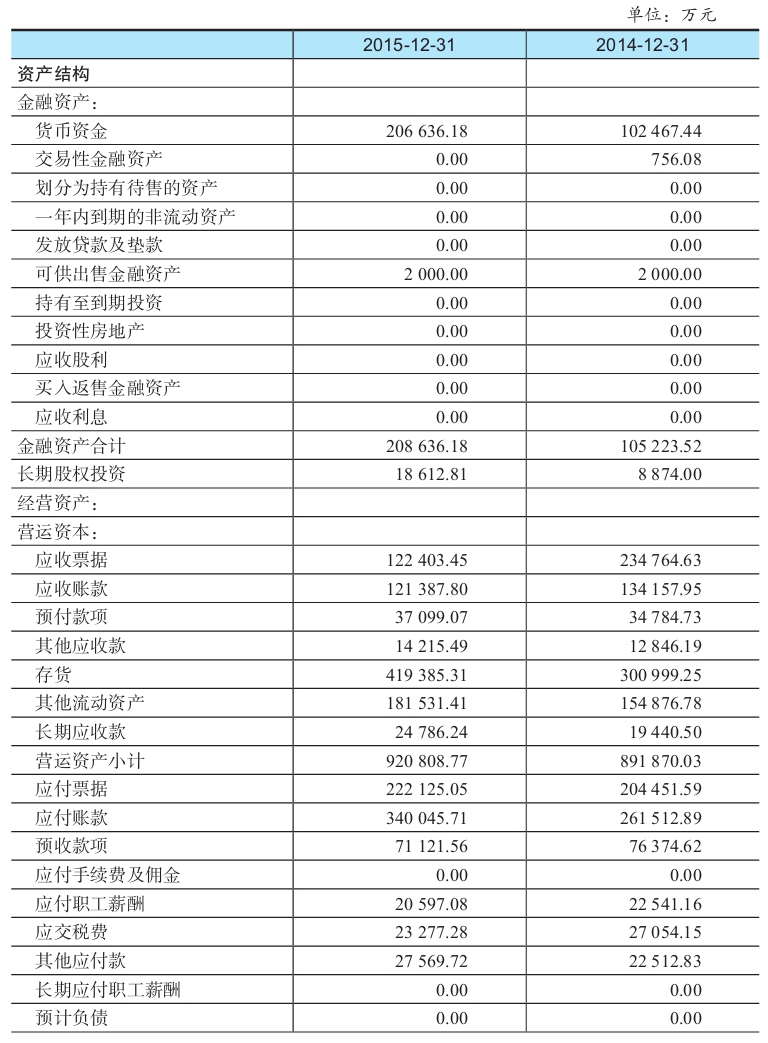 单位：万元
2015-12-31 2014-12-31
资产结构
金融资产：
货币资金 206 636.18 102 467.44
交易性金融资产 0.00 756.08
划分为持有待售的资产 0.00 0.00
一年内到期的非流动资产 0.00 0.00
发放贷款及垫款 0.00 0.00
可供出售金融资产 2 000.00 2 000.00
持有至到期投资 0.00 0.00
投资性房地产 0.00 0.00
应收股利 0.00 0.00
买入返售金融资产 0.00 0.00
应收利息 0.00 0.00
金融资产合计 208 636.18 105 223.52
长期股权投资 18 612.81 8 874.00
经营资产：
营运资本：
应收票据 122 403.45 234 764.63
应收账款 121 387.80 134 157.95
预付款项 37 099.07 34 784.73
其他应收款 14 215.49 12 846.19
存货 419 385.31 300 999.25
其他流动资产 181 531.41 154 876.78
长期应收款 24 786.24 19 440.50
营运资产小计 920 808.77 891 870.03
应付票据 222 125.05 204 451.59
应付账款 340 045.71 261 512.89
预收款项 71 121.56 76 374.62
应付手续费及佣金 0.00 0.00
应付职工薪酬 20 597.08 22 541.16
应交税费 23 277.28 27 054.15
其他应付款 27 569.72 22 512.83
长期应付职工薪酬 0.00 0.00
预计负债 0.00 0.00